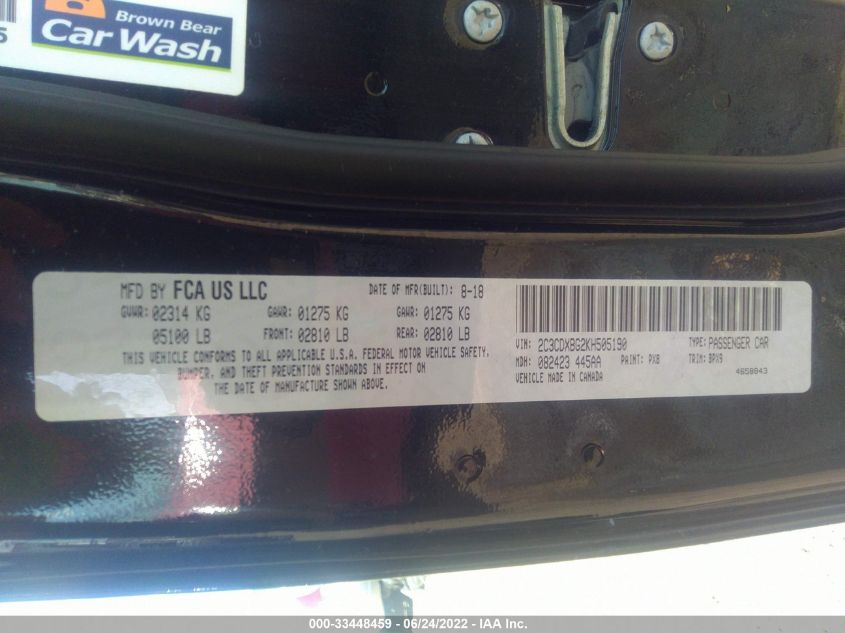 Brown Bear
Car Wash
MFD BY FCA US LLC
DATE OF MFR(BUILT): 8-18
GVWR: 02314 KG GAWR: 01275 KG GAWR: 01275 KG
05100 LB FRONT: 02810 LB REAR: 02810 LB
THIS VEHICLE CONFORMS TO ALL APPLICABLE U.S.A. FEDERAL MOTOR VEHICLE SAFETY,
BUMPER, AND THEFT PREVENTION STANDARDS IN EFFECT ON
THE DATE OF MANUFACTURE SHOWN ABOVE.
VIN: 2C3CDXBG2KH505190 TYPE: PASSENGER CAR
MDH: 082423 445AA PAINT: PX8 TRIM: BPX9
VEHICLE MADE IN CANADA 4658843
000-33448459 - 06/24/2022 - IAA Inc.